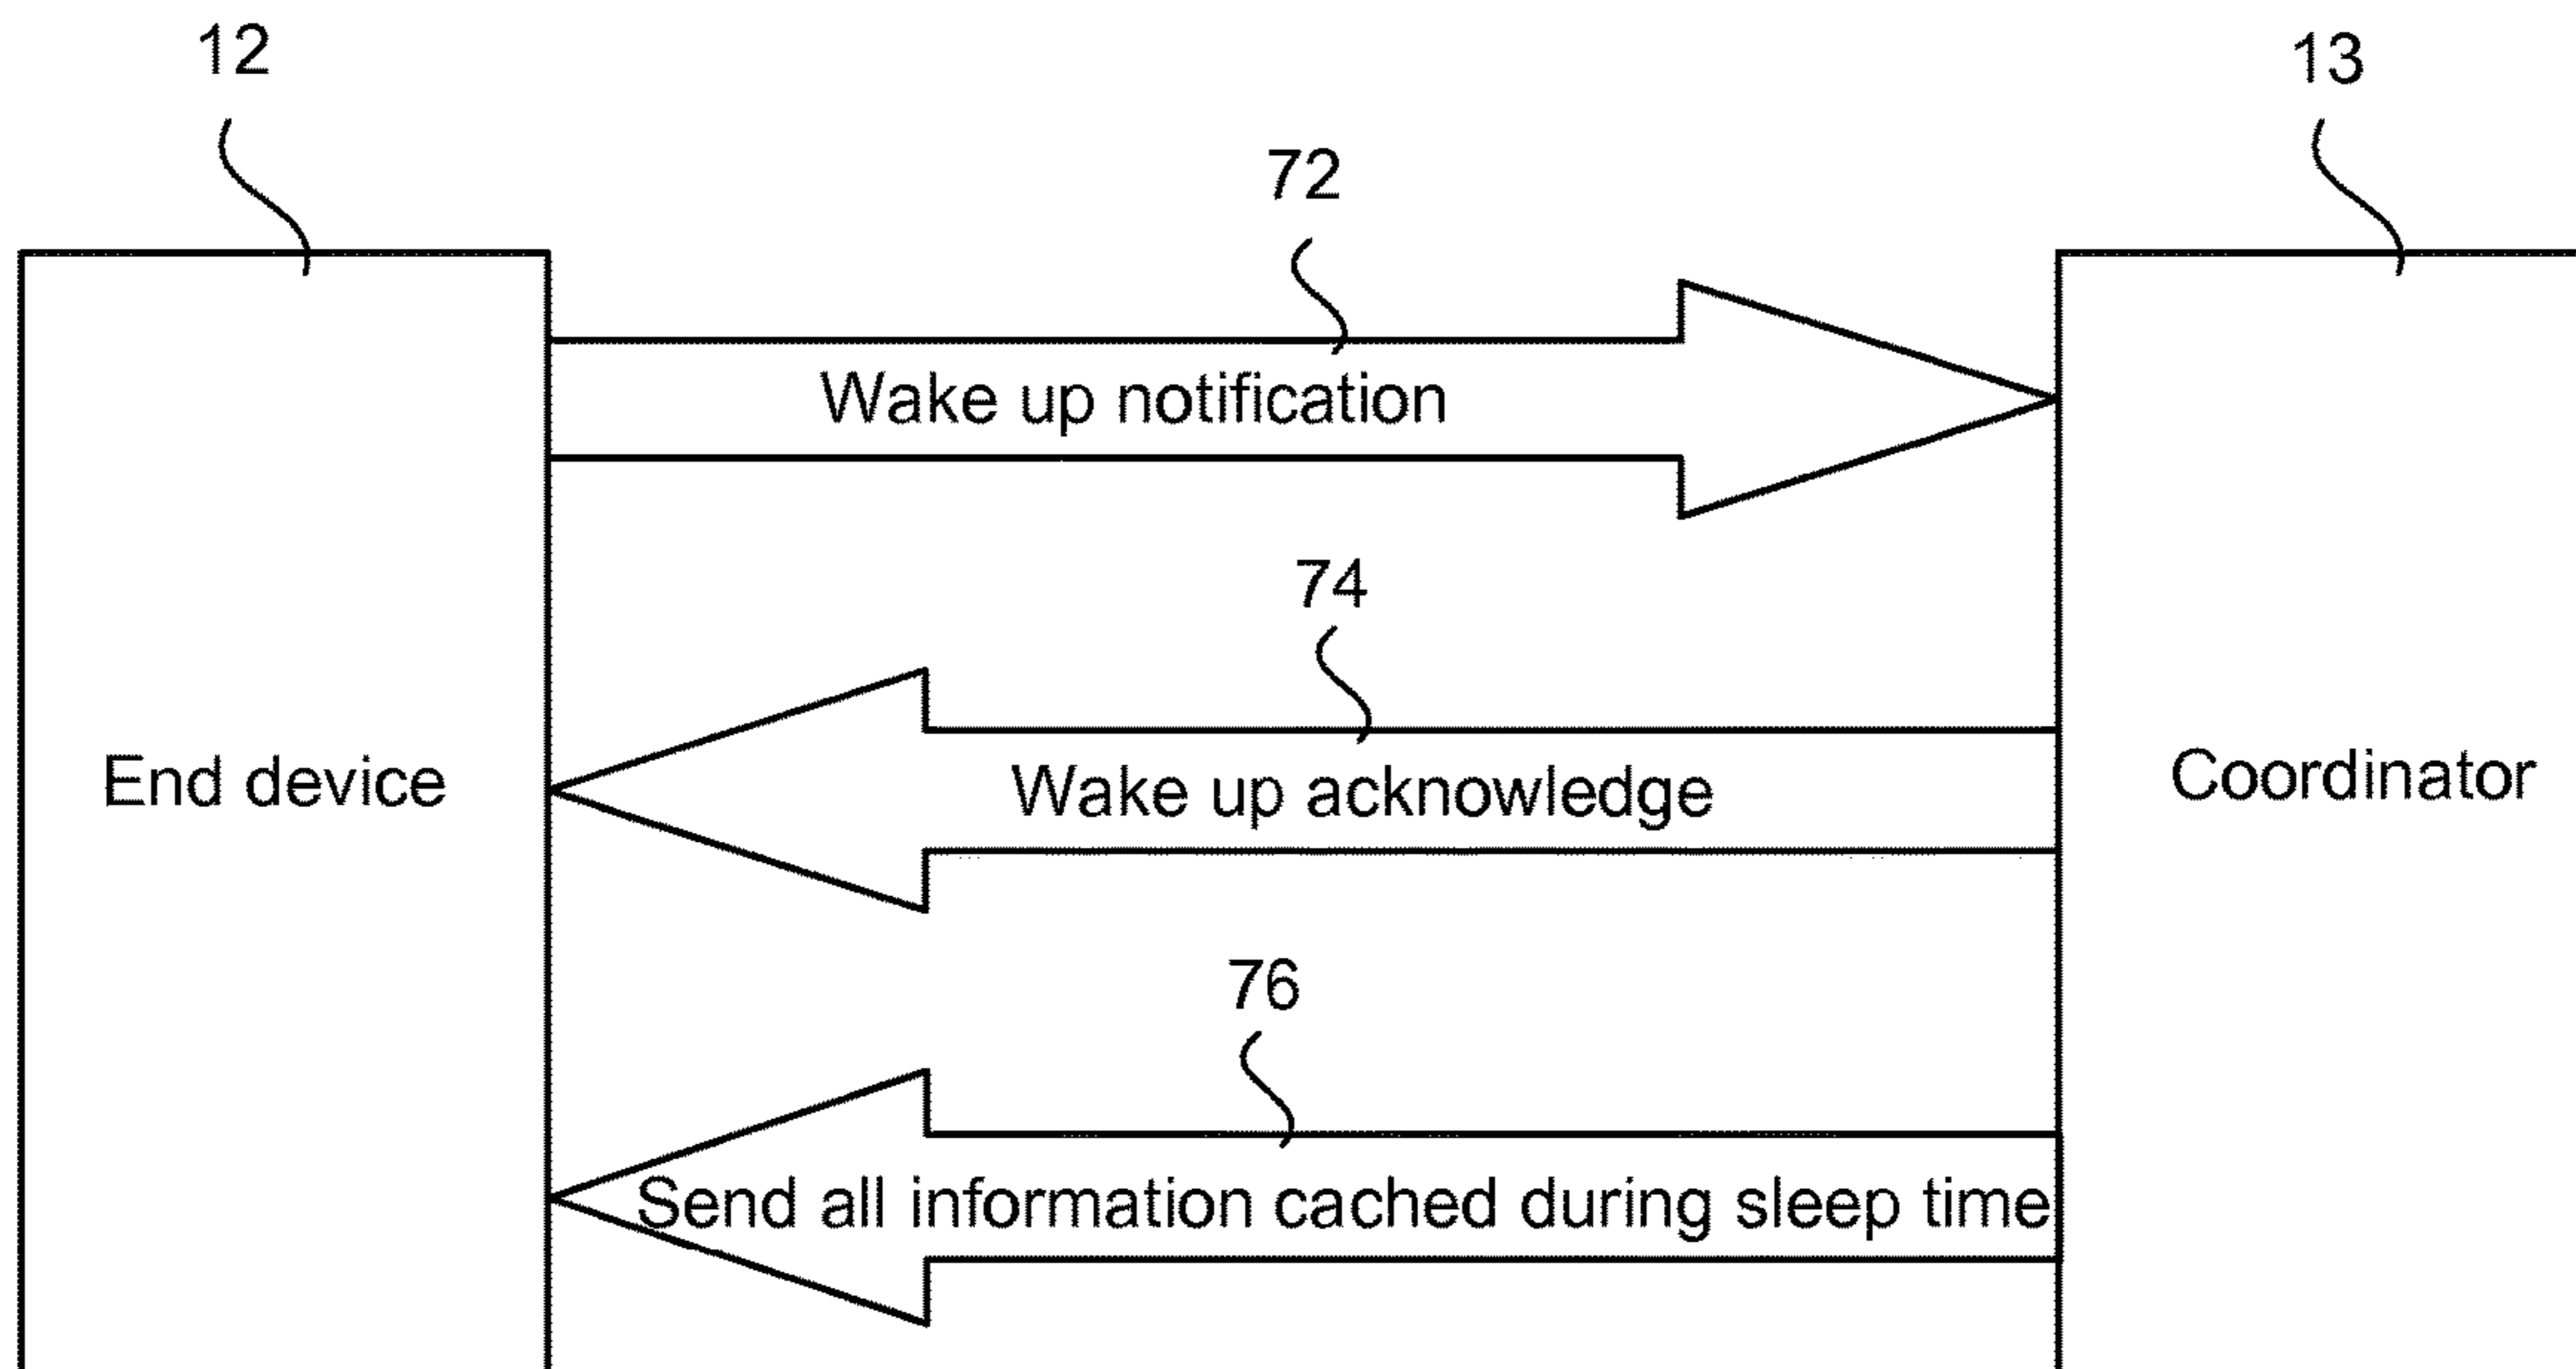 12
13
72
Wake up notification
74
End device
Wake up acknowledge
Coordinator
76
Send all information cached during sleep time